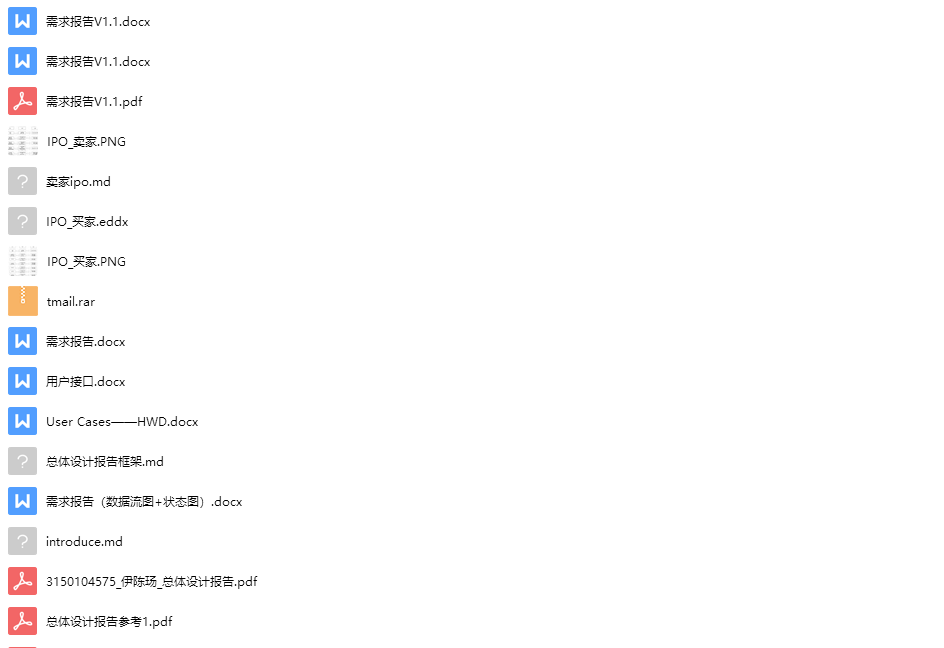 需求报告V1.1.docx
需求报告V1.1.docx
需求报告V1.1.pdf
IPO_卖家.PNG
卖家ipo.md
IPO_买家.eddx
IPO_买家.PNG
tmail.rar
需求报告.docx
用户接口.docx
User Cases——HWD.docx
总体设计报告框架.md
需求报告（数据流图+状态图）.docx
introduce.md
3150104575_伊陈玚_总体设计报告.pdf
总体设计报告参考1.pdf